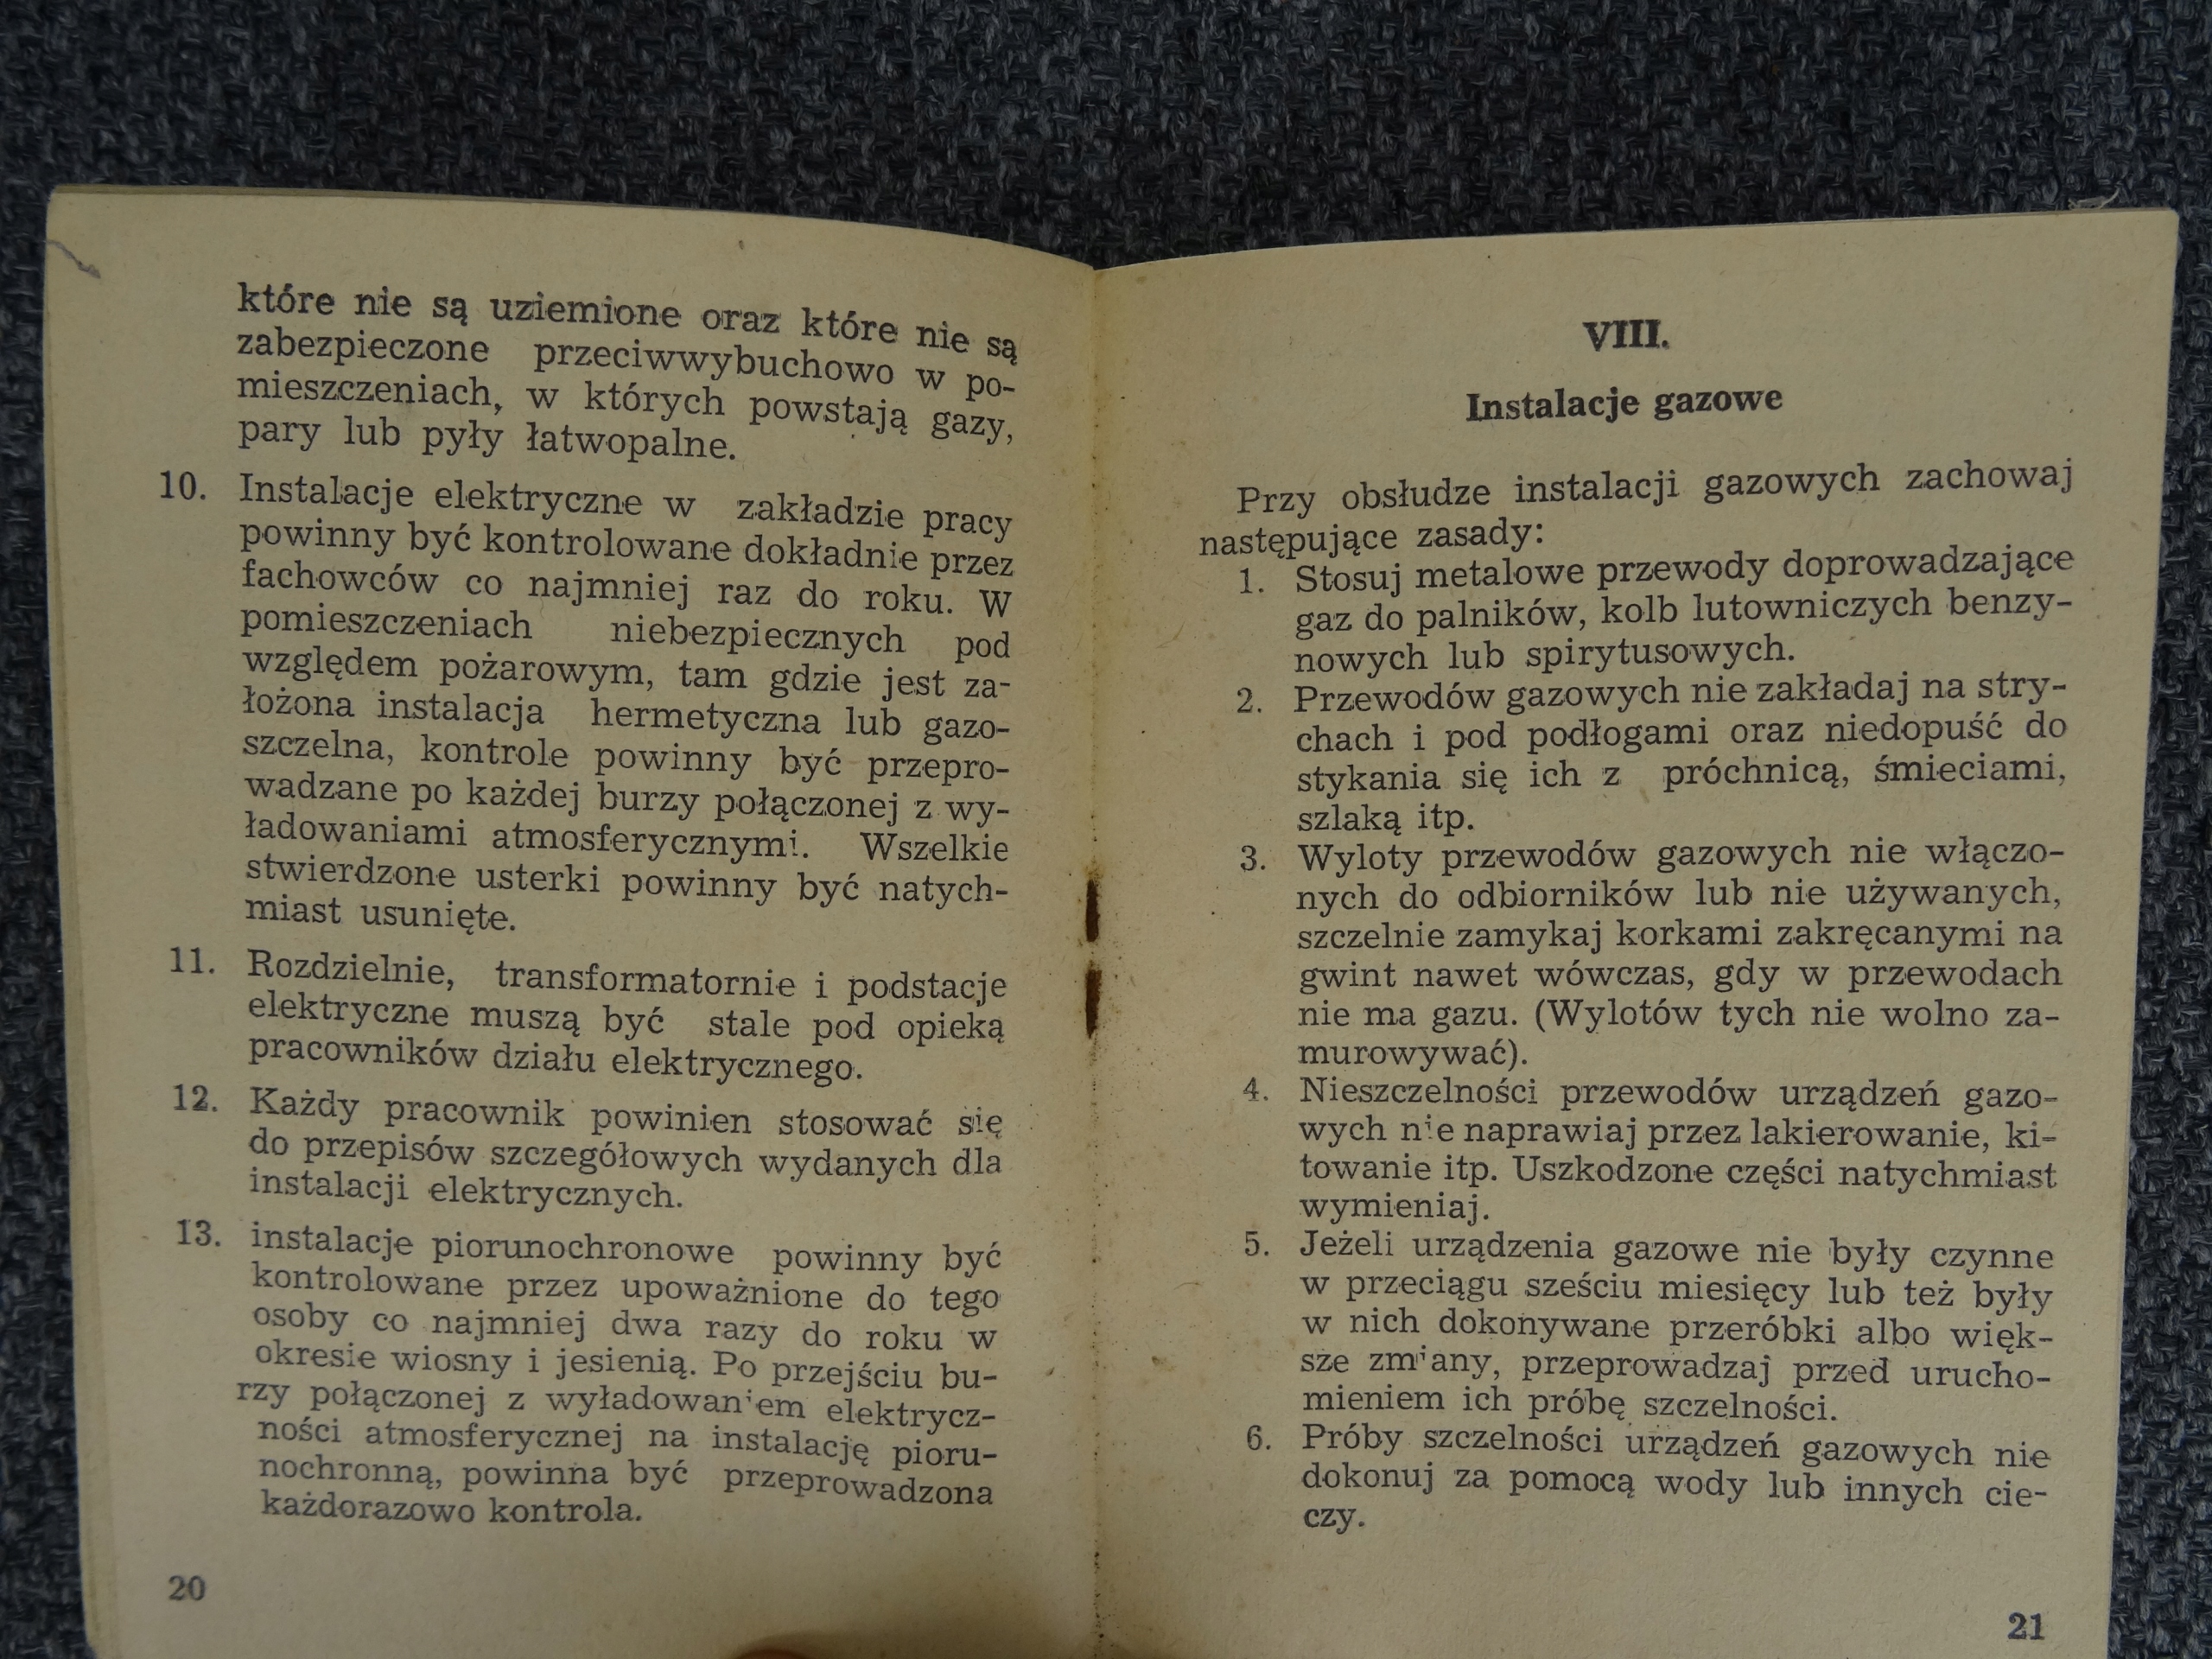 które nie są uziemione oraz które nie są
zabezpieczone przeciwwybuchowo w po-
mieszczeniach, w których powstają gazy,
pary lub pyły łatwopalne.
10. Instalacje elektryczne w zakładzie pracy
powinny być kontrolowane dokładnie przez
fachowców co najmniej raz do roku. W
pomieszczeniach niebezpiecznych pod
względem pożarowym, tam gdzie jest za-
łożona instalacja hermetyczna lub gazo-
szczelna, kontrole powinny być przepro-
wadzane po każdej burzy połączonej z wy-
ładowaniami atmosferycznymi. Wszelkie
stwierdzone usterki powinny być natych-
miast usunięte.
11. Rozdzielnie, transformatornie i podstacje
elektryczne muszą być stale pod opieką
pracowników działu elektrycznego.
12. Każdy pracownik powinien stosować się
do przepisów szczegółowych wydanych dla
instalacji elektrycznych.
13. instalacje piorunochronowe powinny być
kontrolowane przez upoważnione do tego
osoby co najmniej dwa razy do roku w
okresie wiosny i jesienią. Po przejściu bu-
rzy połączonej z wyładowaniem elektrycz-
ności atmosferycznej na instalację pioru-
nochronną, powinna być przeprowadzona
każdorazowo kontrola.
20
VIII.
Instalacje gazowe
Przy obsłudze instalacji gazowych zachowaj
następujące zasady:
1. Stosuj metalowe przewody doprowadzające
gaz do palników, kolb lutowniczych benzy-
nowych lub spirytusowych.
2. Przewodów gazowych nie zakładaj na stry-
chach i pod podłogami oraz niedopuść do
stykania się ich z próchnicą, śmieciami,
szlaką itp.
3. Wyloty przewodów gazowych nie włączo-
nych do odbiorników lub nie używanych,
szczelnie zamykaj korkami zakręcanymi na
gwint nawet wówczas, gdy w przewodach
nie ma gazu. (Wylotów tych nie wolno za-
murowywać).
4. Nieszczelności przewodów urządzeń gazo-
wych nie naprawiaj przez lakierowanie, ki-
towanie itp. Uszkodzone części natychmiast
wymieniaj.
5. Jeżeli urządzenia gazowe nie były czynne
w przeciągu sześciu miesięcy lub też były
w nich dokonywane przeróbki albo więk-
sze zmiany, przeprowadzaj przed urucho-
mieniem ich próbę szczelności.
6. Próby szczelności urządzeń gazowych nie
dokonuj za pomocą wody lub innych cie-
czy.
21